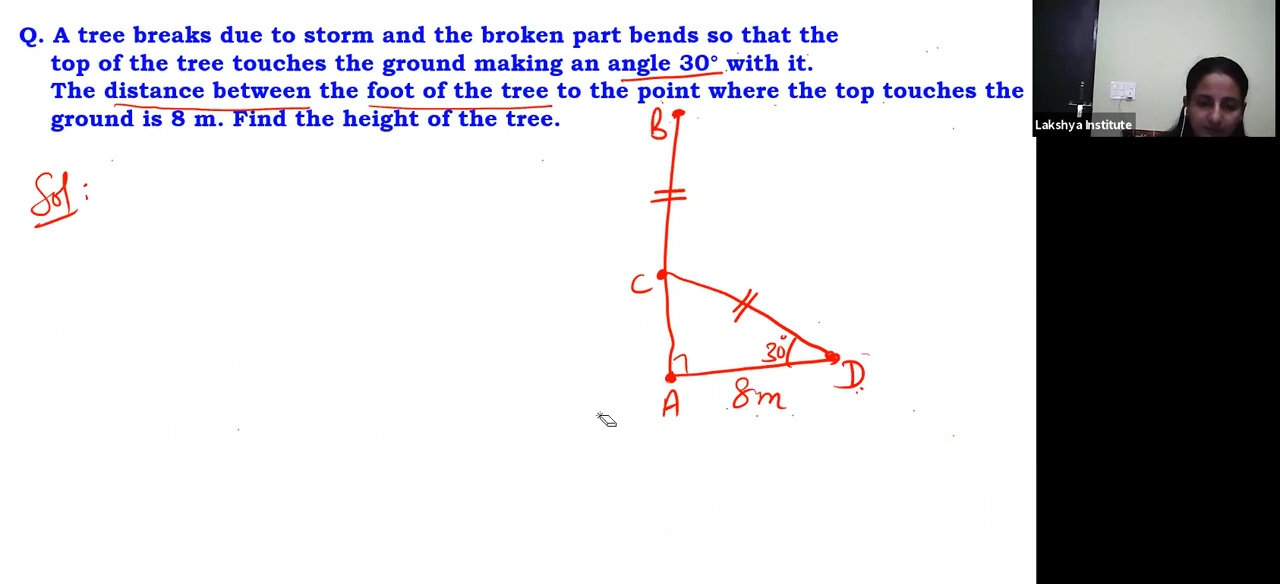 Q. A tree breaks due to storm and the broken part bends so that the
top of the tree touches the ground making an angle 30° with it.
The distance between the foot of the tree to the point where the top touches the
ground is 8 m. Find the height of the tree.
Lakshya Institute
Sol:
B
C
30°
D
A
8m